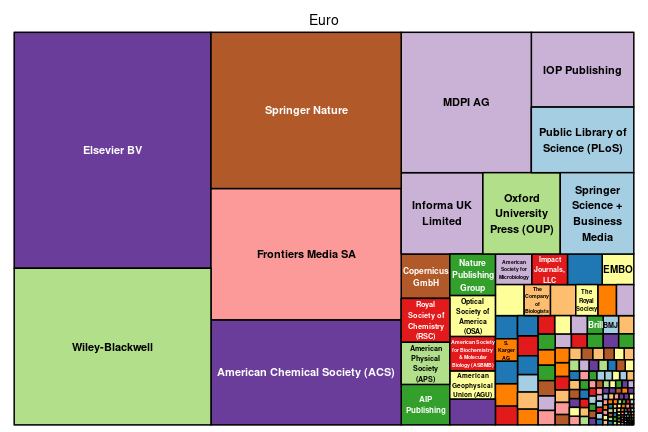 Euro
Elsevier BV
Springer Nature
MDPI AG
IOP Publishing
Public Library of
Science (PLoS)
Informa UK
Limited
Oxford
University
Press (OUP)
Springer
Science +
Business
Media
Frontiers Media SA
Wiley-Blackwell
American Chemical Society (ACS)
Copernicus
GmbH
Nature
Publishing
Group
American
Society for
Microbiology
Impact
Journals,
LLC
EMBO
The
Company
of
Biologists
The
Royal
Society
Royal
Society of
Chemistry
(RSC)
Optical
Society of
America
(OSA)
Brill
BMJ
American
Physical
Society
(APS)
American Society
for Biochemistry
& Molecular
Biology (ASBMB)
S.
Karger
AG
American
Geophysical
Union (AGU)
AIP
Publishing